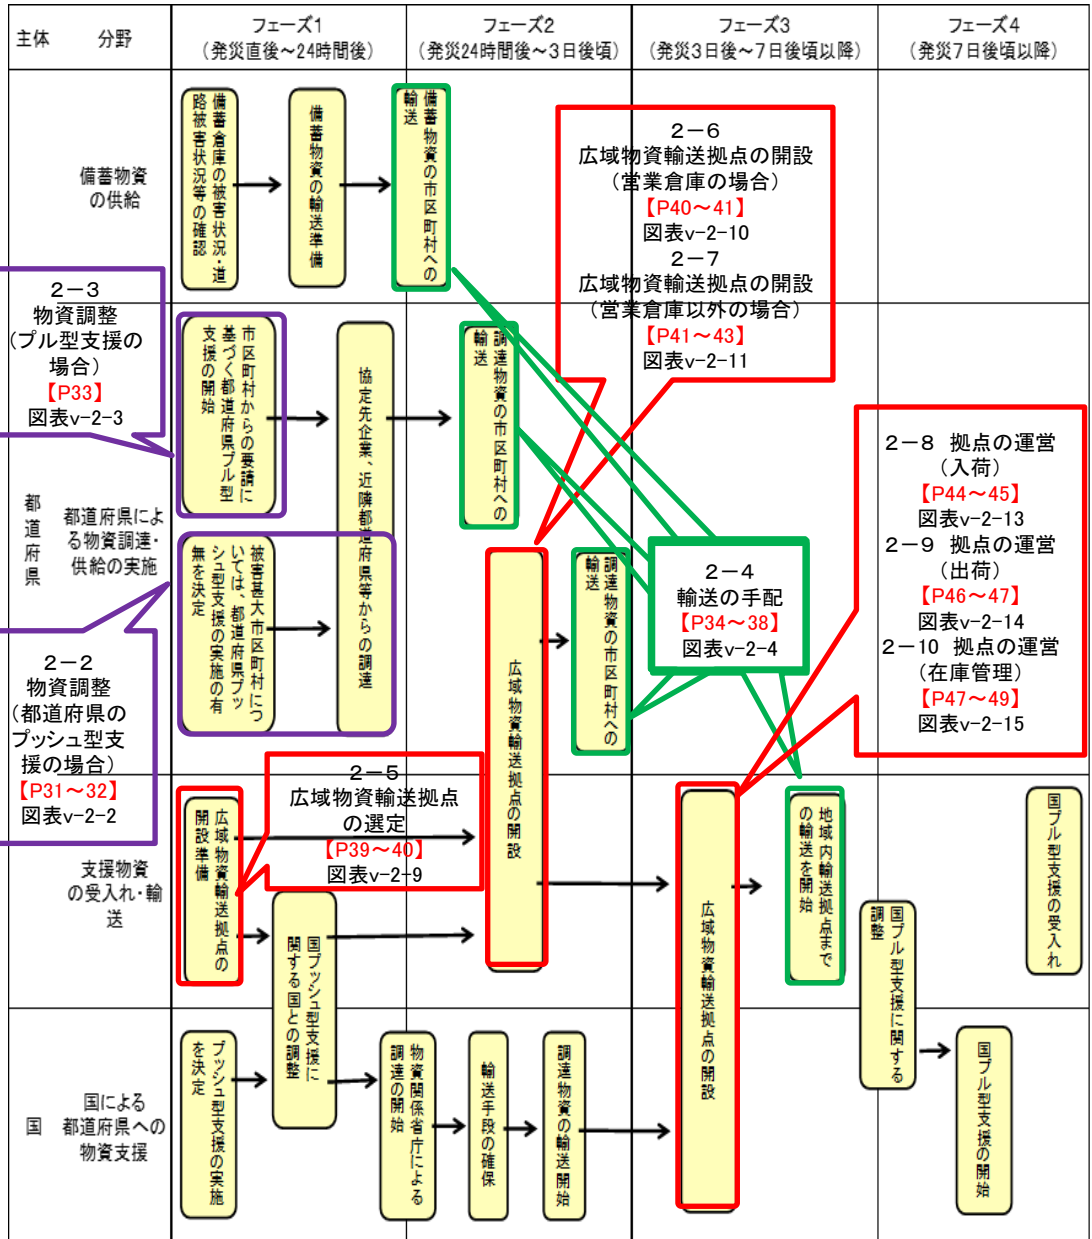 主体 分野
フェーズ1
（発災直後～24時間後）
フェーズ2
（発災24時間後～3日後頃）
フェーズ3
（発災3日後～7日後頃以降）
フェーズ4
（発災7日後頃以降）
備蓄物資
の供給
備蓄倉庫の被害状況・道
路被害状況等の確認
備蓄物資の輸送準備
備蓄物資の市区町村への
輸送
2－6
広域物資輸送拠点の開設
（営業倉庫の場合）
【P40～41】
図表v-2-10
2－7
広域物資輸送拠点の開設
（営業倉庫以外の場合）
【P41～43】
図表v-2-11
2－3
物資調整
（プル型支援の
場合）
【P33】
図表v-2-3
都道府県
都道府県によ
る物資調達・
供給の実施
市区町村からの要請に
基づく都道府県プル型
支援の開始
協定先企業、近隣都道府県等からの調達
調達物資の市区町村への
輸送
被害甚大市区町村につ
いては、都道府県プッ
シュ型支援の実施の有
無を決定
広域物資輸送拠点の開設
調達物資の市区町村への
輸送
2－4
輸送の手配
【P34～38】
図表v-2-4
2－8 拠点の運営
（入荷）
【P44～45】
図表v-2-13
2－9 拠点の運営
（出荷）
【P46～47】
図表v-2-14
2－10 拠点の運営
（在庫管理）
【P47～49】
図表v-2-15
2－2
物資調整
（都道府県の
プッシュ型支
援の場合）
【P31～32】
図表v-2-2
2－5
広域物資輸送拠点
の選定
【P39～40】
図表v-2-9
支援物資
の受入れ・輸
送
広域物資輸送拠点の
開設準備
国プッシュ型支援に
関する国との調整
広域物資輸送拠点の開設
地域内輸送拠点まで
の輸送を開始
国プル型支援に関する
調整
国プル型支援の受入れ
国
国による
都道府県への
物資支援
プッシュ型支援の実施
を決定
物資関係省庁による
調達の開始
輸送手段の確保
調達物資の輸送開始
国プル型支援の開始